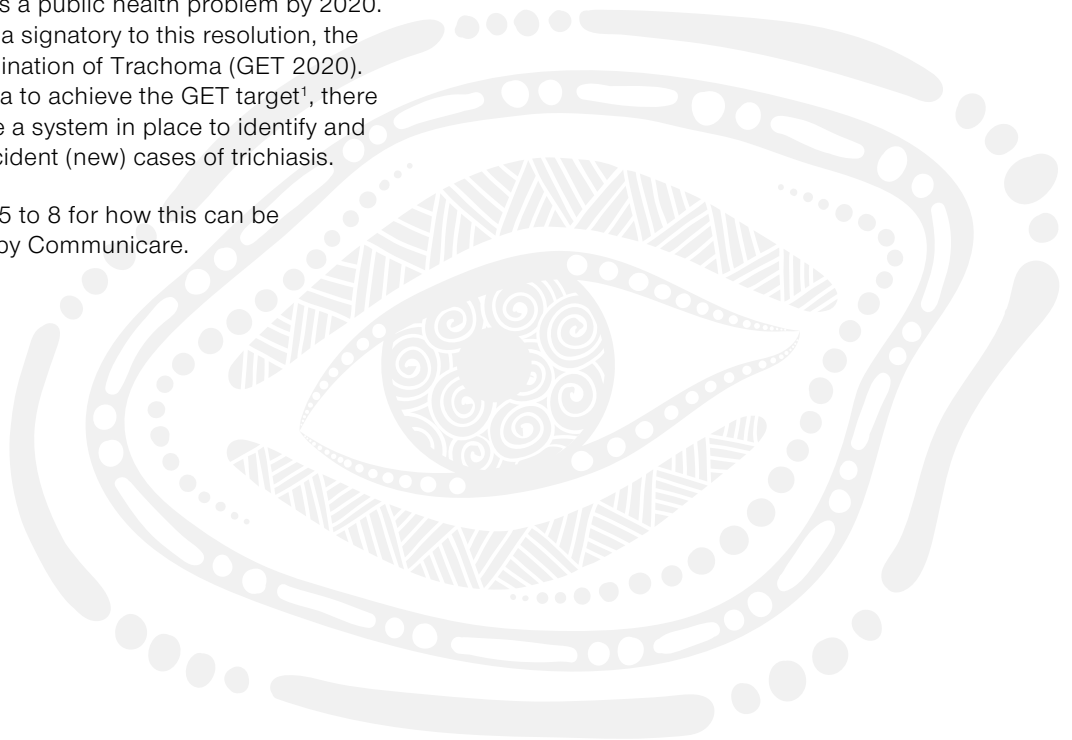 s a public health problem by 2020.
a signatory to this resolution, the
ination of Trachoma (GET 2020).
a to achieve the GET target¹, there
e a system in place to identify and
cident (new) cases of trichiasis.
5 to 8 for how this can be
by Communicare.